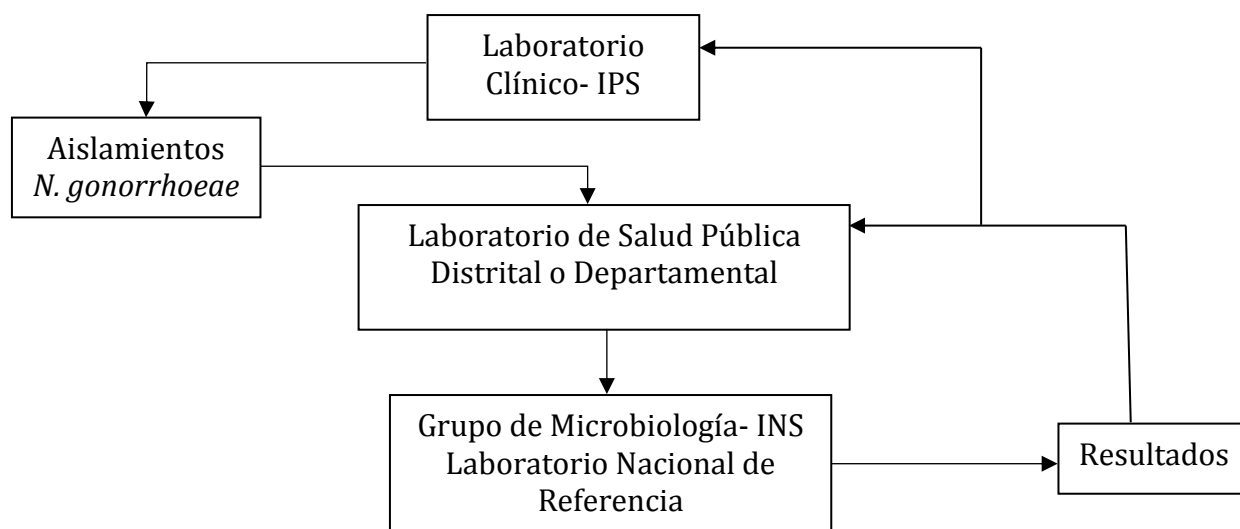 Laboratorio
Clínico- IPS
Aislamientos
N. gonorrhoeae
Laboratorio de Salud Pública
Distrital o Departamental
Grupo de Microbiología- INS
Laboratorio Nacional de
Referencia
Resultados